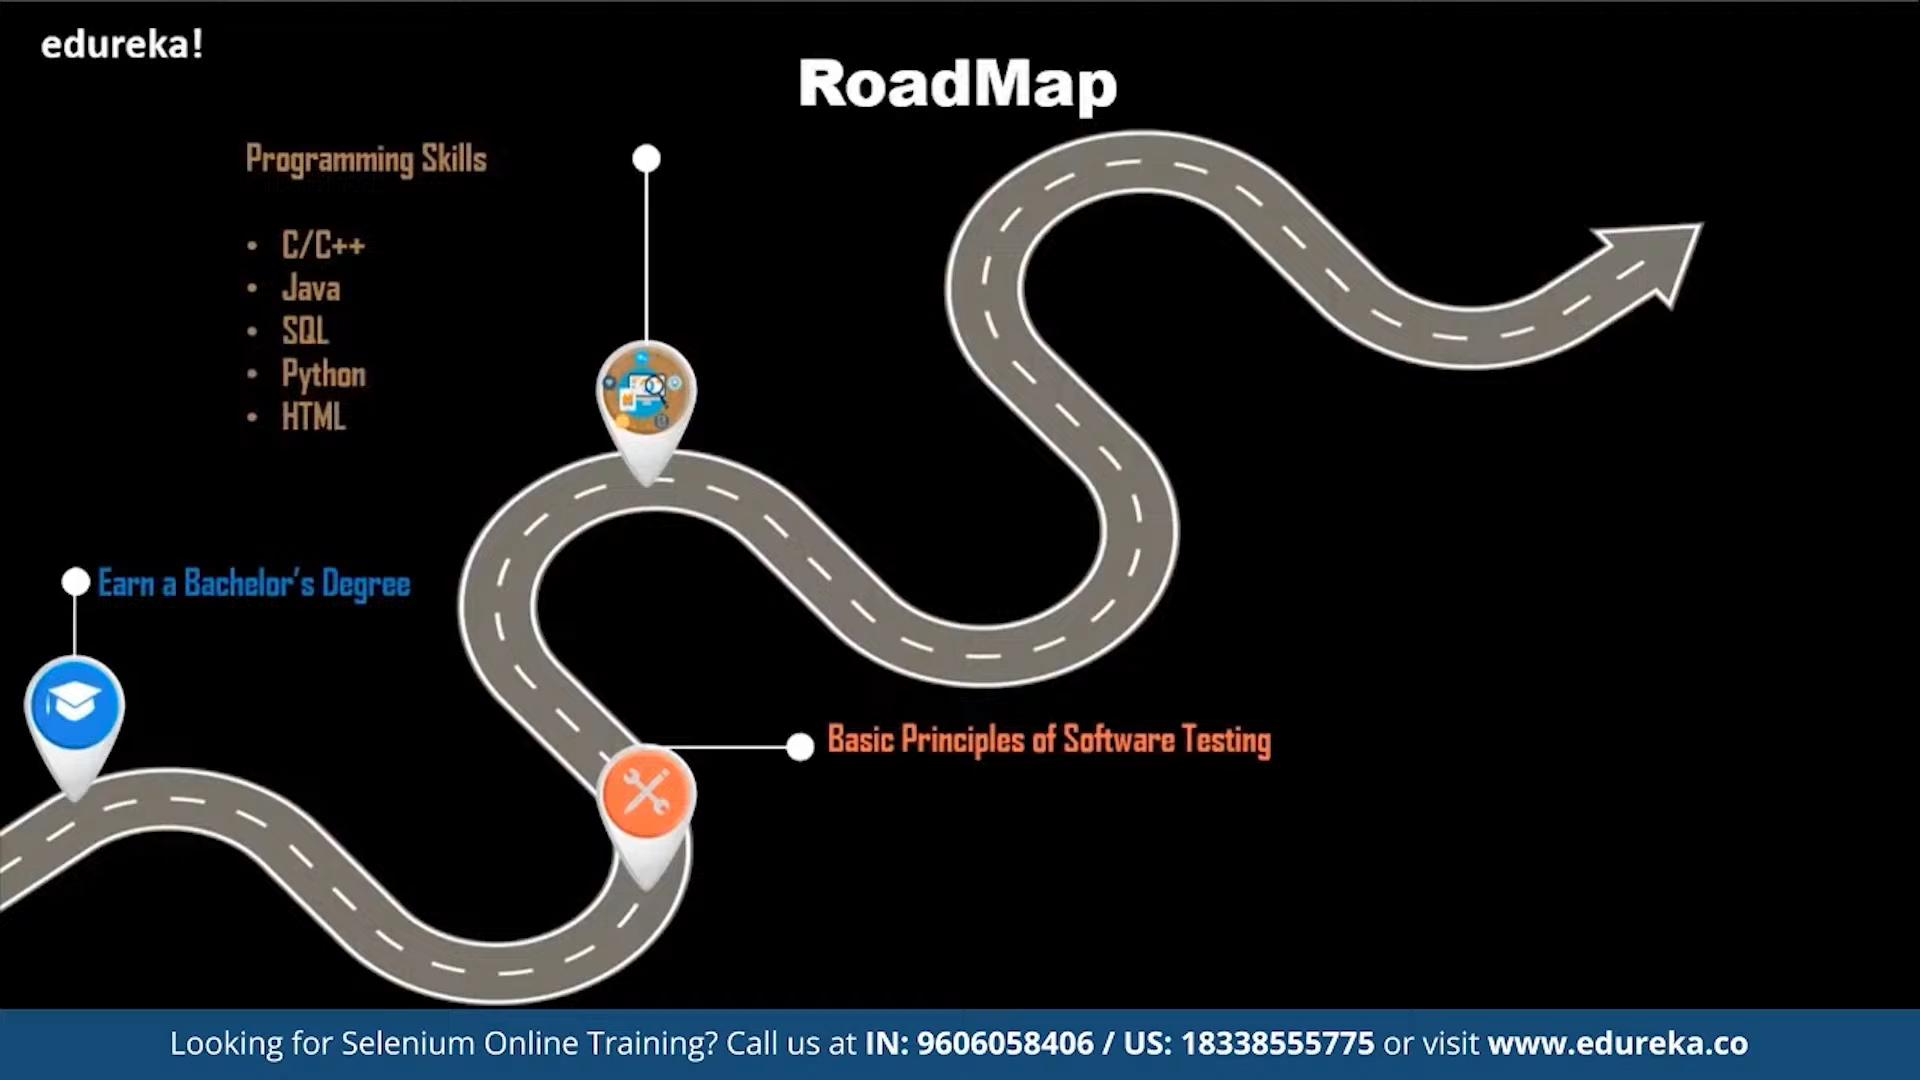 edureka!
RoadMap
Programming Skills
• C/C++
• Java
• SQL
• Python
• HTML
Earn a Bachelor's Degree
Basic Principles of Software Testing
Looking for Selenium Online Training? Call us at IN: 9606058406 / US: 18338555775 or visit www.edureka.co